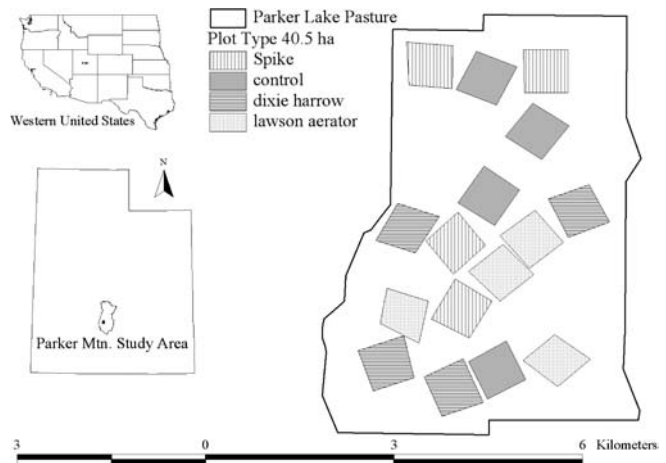 Parker Lake Pasture
Plot Type 40.5 ha
Spike
control
dixie harrow
lawson aerator
Western United States
N
Parker Mtn. Study Area
3 0 3 6 Kilometers